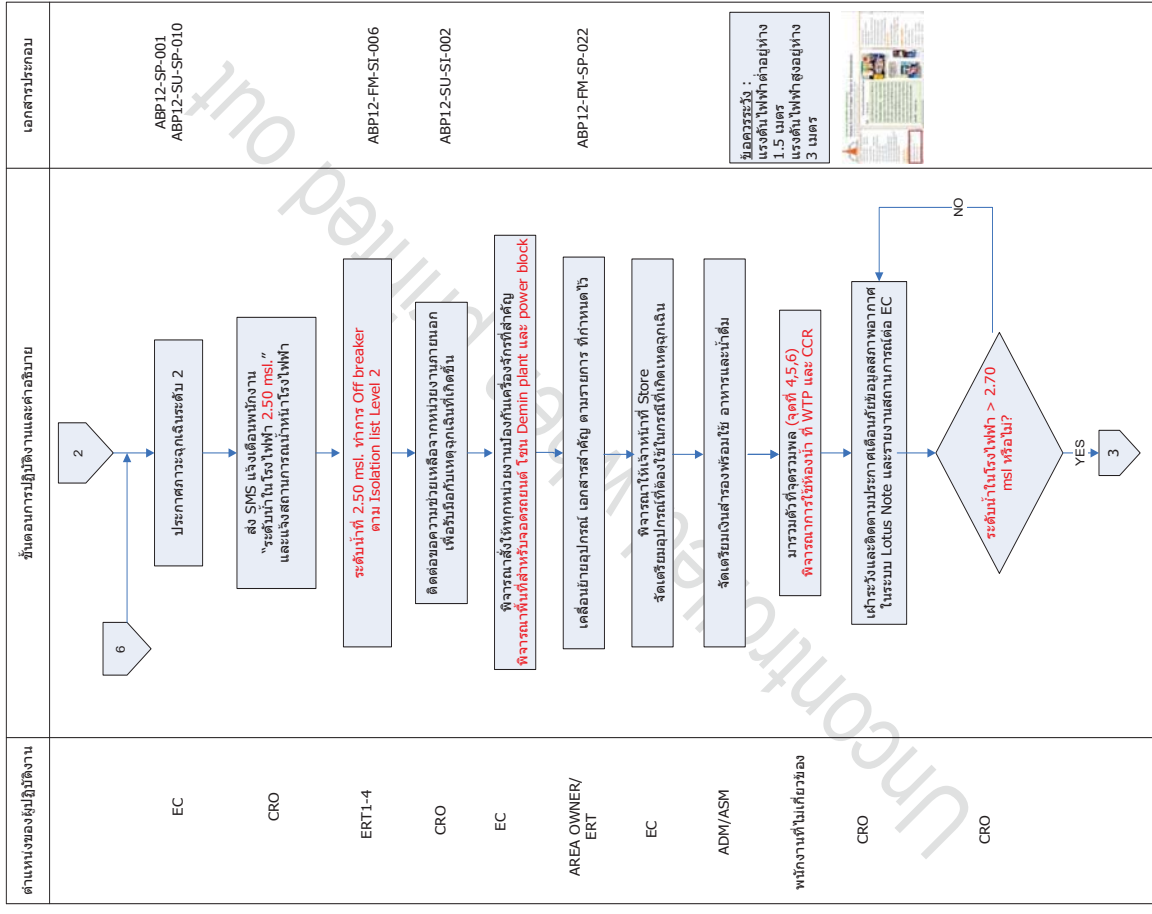 ตำแหน่งของผู้ปฏิบัติงาน
ขั้นตอนการปฏิบัติงานและคำอธิบาย
เอกสารประกอบ
6
2
EC
ประกาศภาวะฉุกเฉินระดับ 2
ABP12-SP-001
ABP12-SU-SP-010
CRO
ส่ง SMS แจ้งเตือนพนักงาน
“ระดับน้ำในโรงไฟฟ้า 2.50 msl.”
และแจ้งสถานการณ์น้ำหน้าโรงไฟฟ้า
ERT1-4
ระดับน้ำที่ 2.50 msl. ทำการ Off breaker
ตาม Isolation list Level 2
ABP12-FM-SI-006
CRO
ติดต่อขอความช่วยเหลือจากหน่วยงานภายนอก
เพื่อรับมือกับเหตุฉุกเฉินที่เกิดขึ้น
ABP12-SU-SI-002
EC
พิจารณาสั่งให้ทุกหน่วยงานป้องกันเครื่องจักรที่สำคัญ
พิจารณาพื้นที่สำหรับจอดรถยนต์ โซน Demin plant และ power block
AREA OWNER/
ERT
เคลื่อนย้ายอุปกรณ์ เอกสารสำคัญ ตามรายการ ที่กำหนดไว้
ABP12-FM-SP-022
EC
พิจารณาให้เจ้าหน้าที่ Store
จัดเตรียมอุปกรณ์ที่ต้องใช้ในกรณีที่เกิดเหตุฉุกเฉิน
ADM/ASM
จัดเตรียมเงินสำรองพร้อมใช้ อาหารและน้ำดื่ม
พนักงานที่ไม่เกี่ยวข้อง
มารวมตัวที่จุดรวมพล (จุดที่ 4,5,6)
พิจารณาการใช้ห้องน้ำ ที่ WTP และ CCR
ข้อควรระวัง :
แรงดันไฟฟ้าต่ำอยู่ห่าง
1.5 เมตร
แรงดันไฟฟ้าสูงอยู่ห่าง
3 เมตร
CRO
เฝ้าระวังและติดตามประกาศเตือนภัยข้อมูลสภาพอากาศ
ในระบบ Lotus Note และรายงานสถานการณ์ต่อ EC
CRO
ระดับน้ำในโรงไฟฟ้า > 2.70
msl หรือไม่?
NO
YES
3
Uncontrolled when printed out